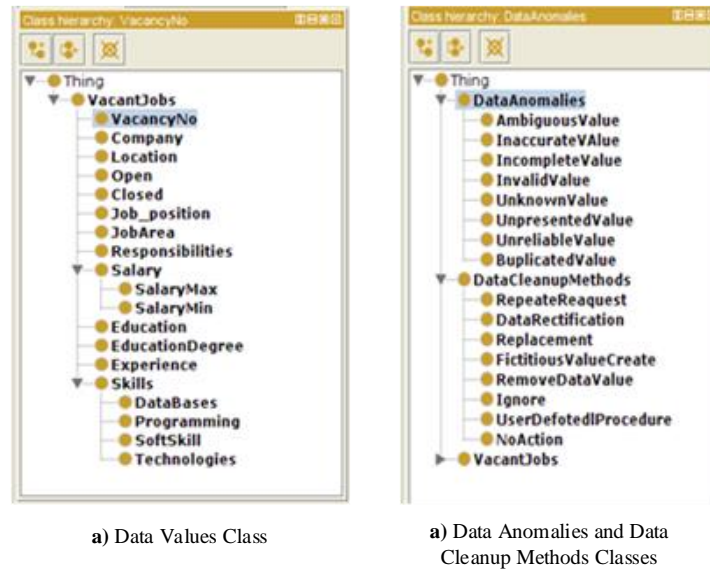 Class hierarchy: VacancyNo
Thing
VacantJobs
VacancyNo
Company
Location
Open
Closed
Job_position
JobArea
Responsibilities
Salary
SalaryMax
SalaryMin
Education
EducationDegree
Experience
Skills
DataBases
Programming
SoftSkill
Technologies
a) Data Values Class
Class hierarchy: DataAnomalies
Thing
DataAnomalies
AmbiguousValue
InaccurateVAlue
IncompleteValue
InvalidValue
UnknownValue
UnpresentedValue
UnreliableValue
BuplicatedValue
DataCleanupMethods
RepeateReaquest
DataRectification
Replacement
FictitiousValueCreate
RemoveDataValue
Ignore
UserDefotedlProcedure
NoAction
VacantJobs
a) Data Anomalies and Data
Cleanup Methods Classes